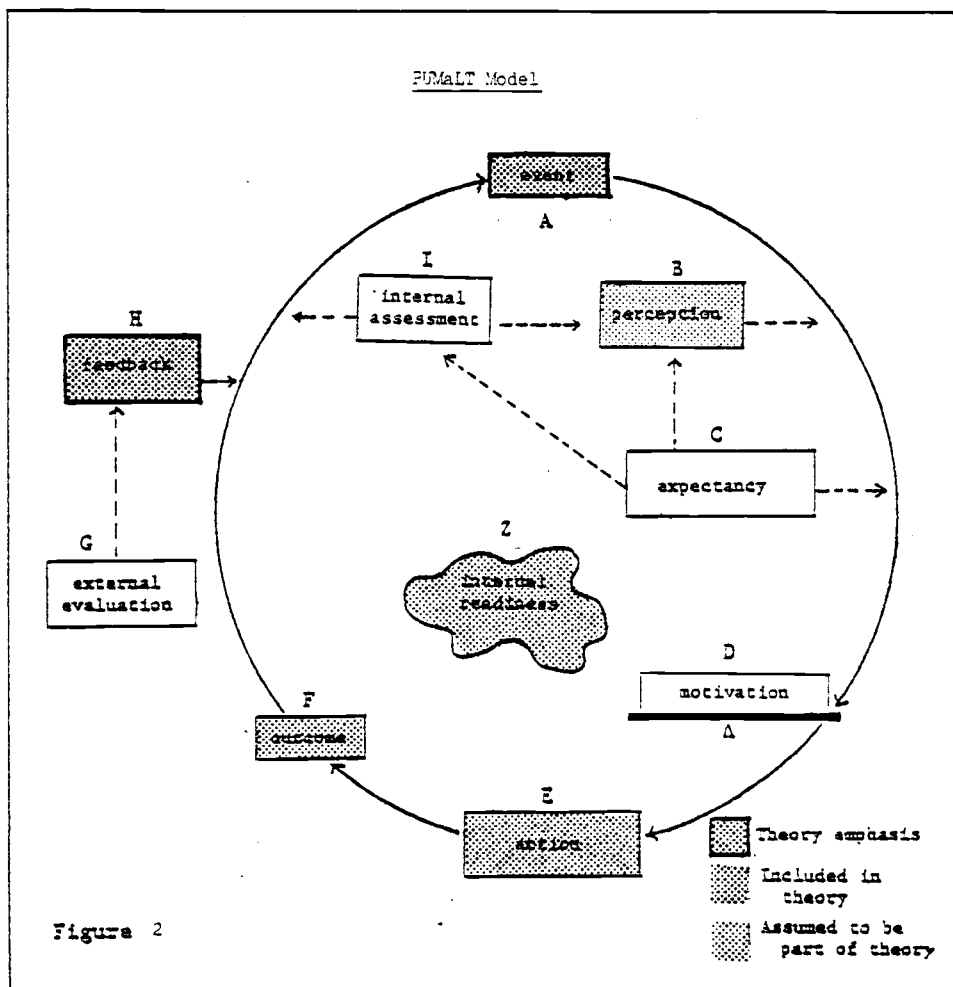 PUMaLT Model
event
A
I
internal
assessment
B
perception
H
feedback
C
expectancy
Z
internal
readiness
G
external
evaluation
D
motivation
Δ
F
outcome
E
action
Theory emphasis
Included in
theory
Assumed to be
part of theory
Figure 2